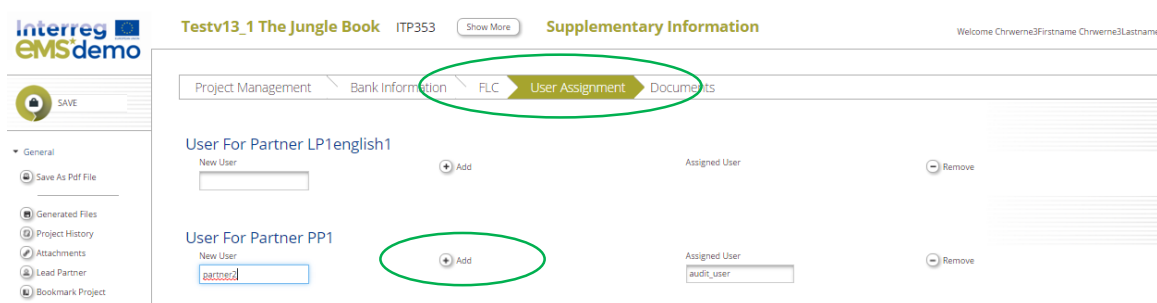 Interreg
eMS demo
Testv13_1 The Jungle Book ITP353 Show More Supplementary Information
Welcome Chrwerne3Firstname Chrwerne3Lastname
SAVE
Project Management Bank Information FLC User Assignment Documents
General
Save As Pdf File
Generated Files
Project History
Attachments
Lead Partner
Bookmark Project
User For Partner LP1english1
New User Add Assigned User Remove
User For Partner PP1
New User Add Assigned User Remove
partner2 audit_user